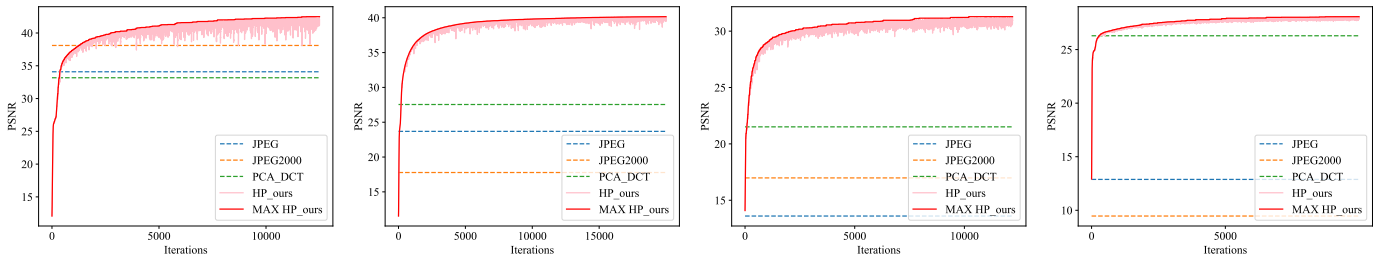 PSNR
40
35
30
25
20
15
0
5000
10000
Iterations
JPEG
JPEG2000
PCA_DCT
HP_ours
MAX HP_ours
PSNR
40
35
30
25
20
15
0
5000
10000
15000
Iterations
JPEG
JPEG2000
PCA_DCT
HP_ours
MAX HP_ours
PSNR
30
25
20
15
0
5000
10000
Iterations
JPEG
JPEG2000
PCA_DCT
HP_ours
MAX HP_ours
PSNR
25
20
15
10
0
5000
Iterations
JPEG
JPEG2000
PCA_DCT
HP_ours
MAX HP_ours